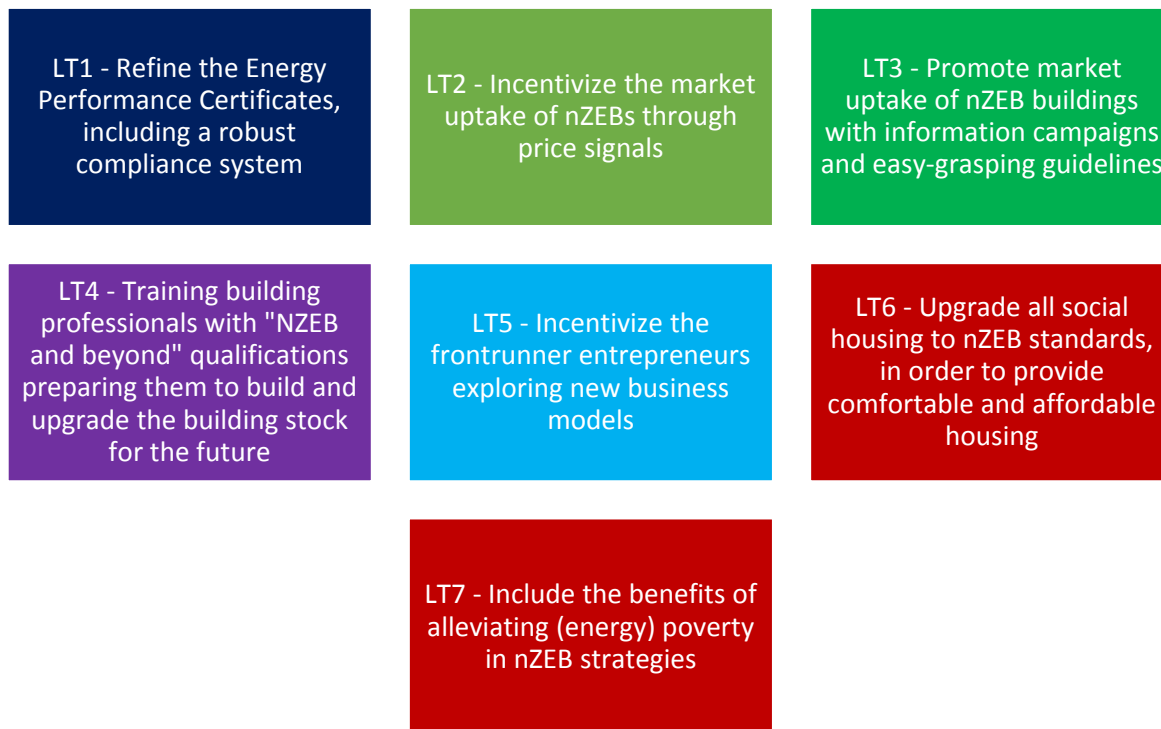 LT1 - Refine the Energy
Performance Certificates,
including a robust
compliance system
LT2 - Incentivize the market
uptake of nZEBs through
price signals
LT3 - Promote market
uptake of nZEB buildings
with information campaigns
and easy-grasping guidelines
LT4 - Training building
professionals with "NZEB
and beyond" qualifications
preparing them to build and
upgrade the building stock
for the future
LT5 - Incentivize the
frontrunner entrepreneurs
exploring new business
models
LT6 - Upgrade all social
housing to nZEB standards,
in order to provide
comfortable and affordable
housing
LT7 - Include the benefits of
alleviating (energy) poverty
in nZEB strategies